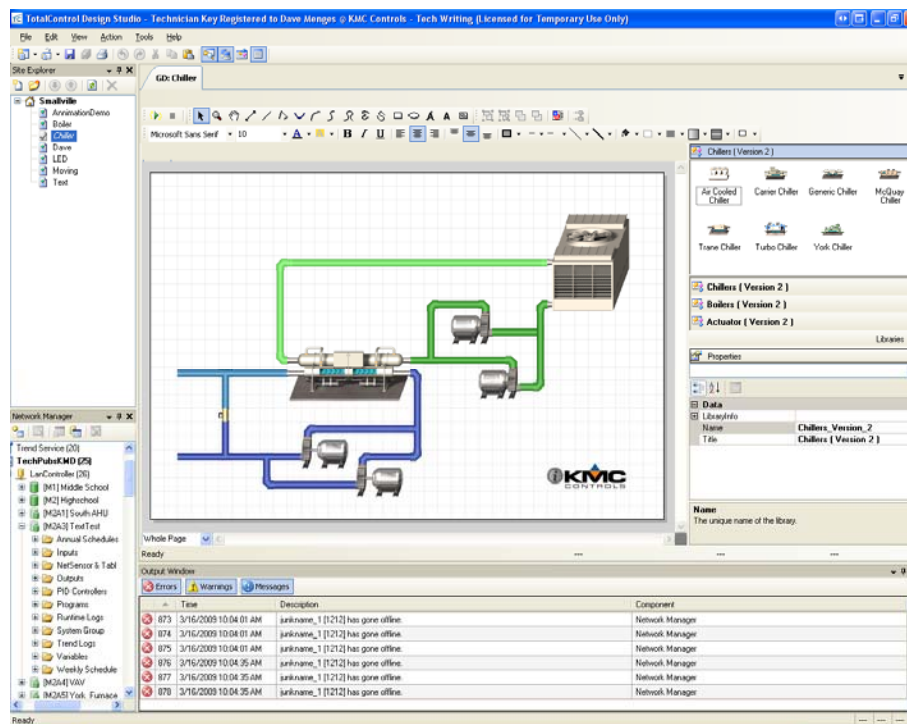 TotalControl Design Studio - Technician Key Registered to Dave Menges @ KMC Controls - Tech Writing (Licensed for Temporary Use Only)
File Edit View Action Tools Help
Site Explorer
Smallville
AnnimationDemo
Boiler
Chiller
Dave
LED
Moving
Text
GD: Chiller
Microsoft Sans Serif 10
B I U
KMC
CONTROLS
Whole Page
Ready
Chillers ( Version 2 )
Air Cooled Chiller
Carrier Chiller
Generic Chiller
McQuay Chiller
Trane Chiller
Turbo Chiller
York Chiller
Chillers ( Version 2 )
Boilers ( Version 2 )
Actuator ( Version 2 )
Libraries
Properties
Data
LibraryInfo
Name Chillers_Version_2
Title Chillers ( Version 2 )
Name
The unique name of the library.
Network Manager
Trend Service (20)
TechPubsKMD (25)
LanController (26)
[M1] Middle School
[M2] Highschool
[M2A1] South AHU
[M2A3] TextTest
Annual Schedules
Inputs
NetSensor & Tabl
Outputs
PID Controllers
Programs
Runtime Logs
System Group
Trend Logs
Variables
Weekly Schedule
[M2A4] VAV
[M2A5] York Furnace
Output Window
Errors Warnings Messages
Time Description Component
873 3/16/2009 10:04:01 AM junkname_1 [1212] has gone offline. Network Manager
874 3/16/2009 10:04:01 AM junkname_1 [1212] has gone offline. Network Manager
875 3/16/2009 10:04:01 AM junkname_1 [1212] has gone offline. Network Manager
876 3/16/2009 10:04:35 AM junkname_1 [1212] has gone offline. Network Manager
877 3/16/2009 10:04:35 AM junkname_1 [1212] has gone offline. Network Manager
878 3/16/2009 10:04:35 AM junkname_1 [1212] has gone offline. Network Manager
Ready